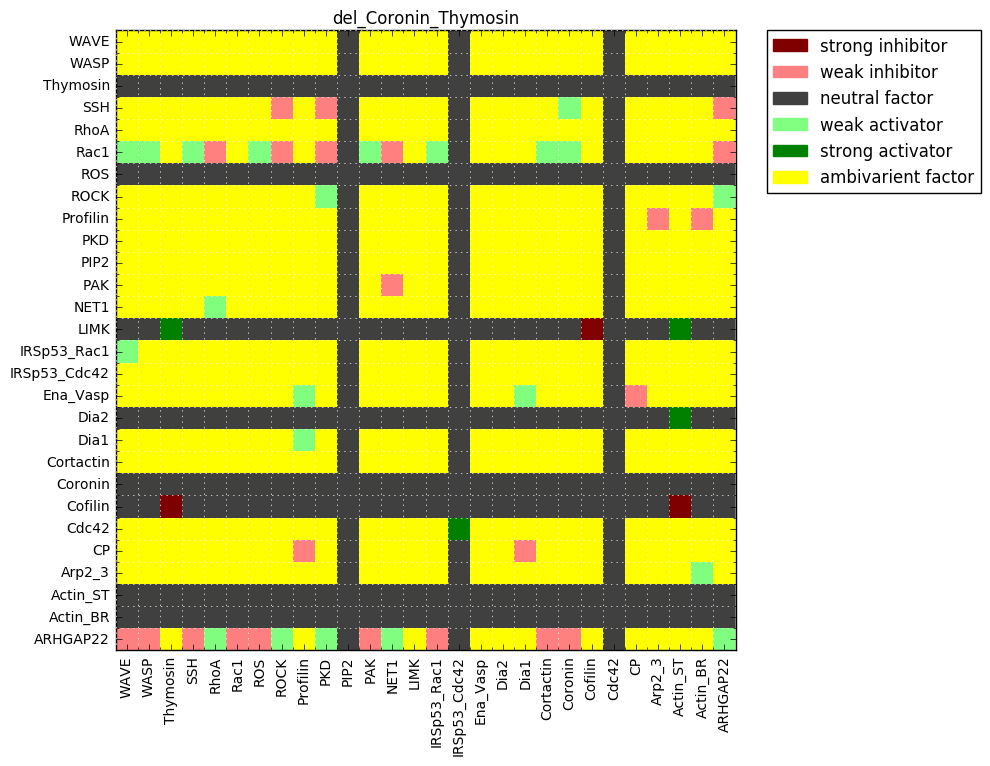 del_Coronin_Thymosin
WAVE
WASP
Thymosin
SSH
RhoA
Rac1
ROS
ROCK
Profilin
PKD
PIP2
PAK
NET1
LIMK
IRSp53_Rac1
IRSp53_Cdc42
Ena_Vasp
Dia2
Dia1
Cortactin
Coronin
Cofilin
Cdc42
CP
Arp2_3
Actin_ST
Actin_BR
ARHGAP22
WAVE
WASP
Thymosin
SSH
RhoA
Rac1
ROS
ROCK
Profilin
PKD
PIP2
PAK
NET1
LIMK
IRSp53_Rac1
IRSp53_Cdc42
Ena_Vasp
Dia2
Dia1
Cortactin
Coronin
Cofilin
Cdc42
CP
Arp2_3
Actin_ST
Actin_BR
ARHGAP22
strong inhibitor
weak inhibitor
neutral factor
weak activator
strong activator
ambivarient factor